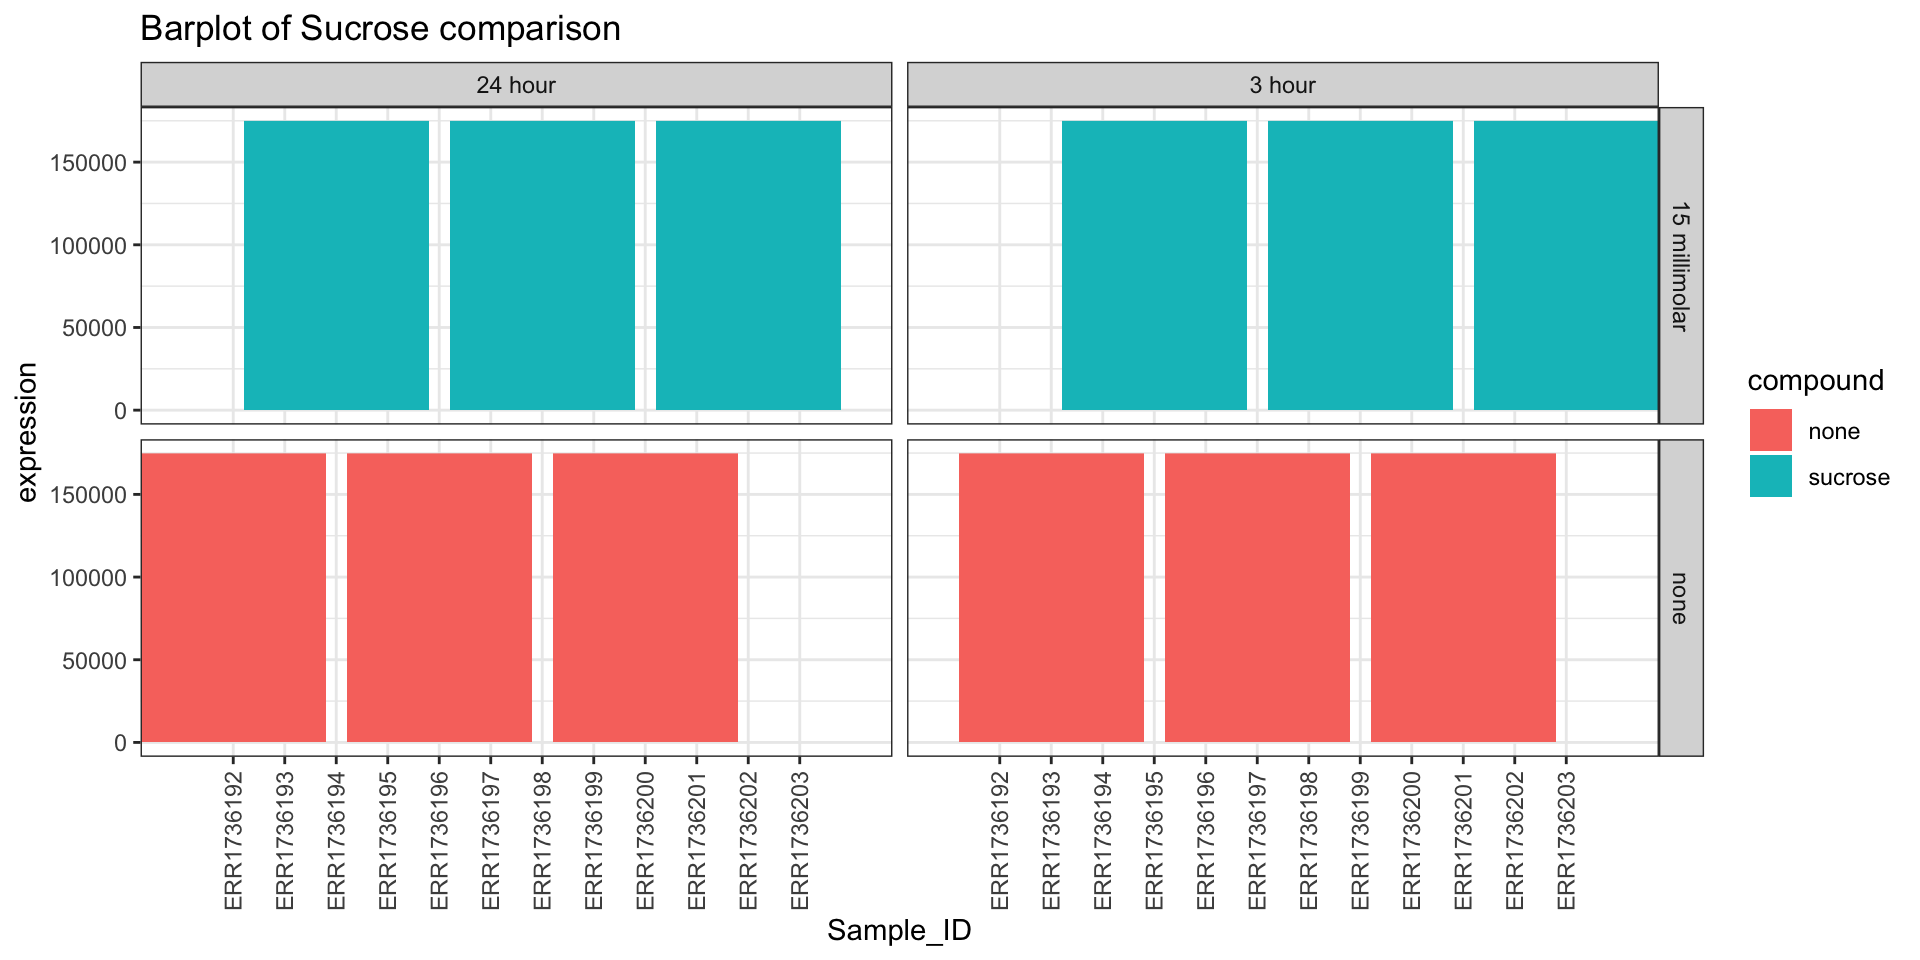 Barplot of Sucrose comparison
24 hour
3 hour
150000
100000
50000
0
15 millimolar
150000
100000
50000
0
none
expression
compound
none
sucrose
ERR1736192
ERR1736193
ERR1736194
ERR1736195
ERR1736196
ERR1736197
ERR1736198
ERR1736199
ERR1736200
ERR1736201
ERR1736202
ERR1736203
ERR1736192
ERR1736193
ERR1736194
ERR1736195
ERR1736196
ERR1736197
ERR1736198
ERR1736199
ERR1736200
ERR1736201
ERR1736202
ERR1736203
Sample_ID